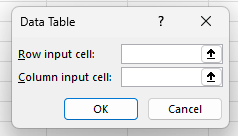 Data Table ?
Row input cell:
Column input cell:
OK Cancel